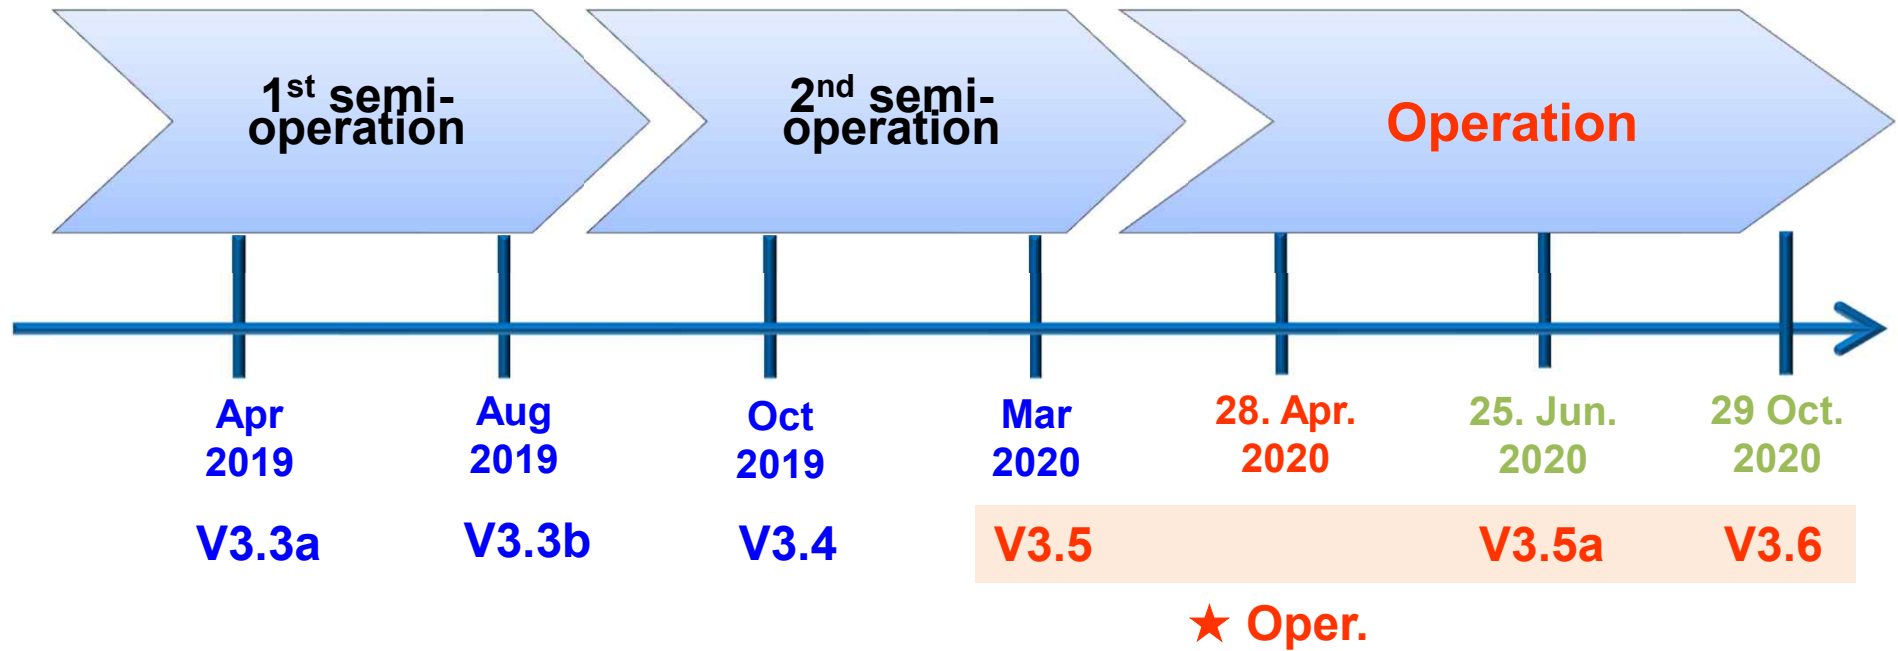 1st semi-
operation
2nd semi-
operation
Operation
Apr
2019
Aug
2019
Oct
2019
Mar
2020
28. Apr.
2020
25. Jun.
2020
29 Oct.
2020
V3.3a
V3.3b
V3.4
V3.5
V3.5a
V3.6
★ Oper.